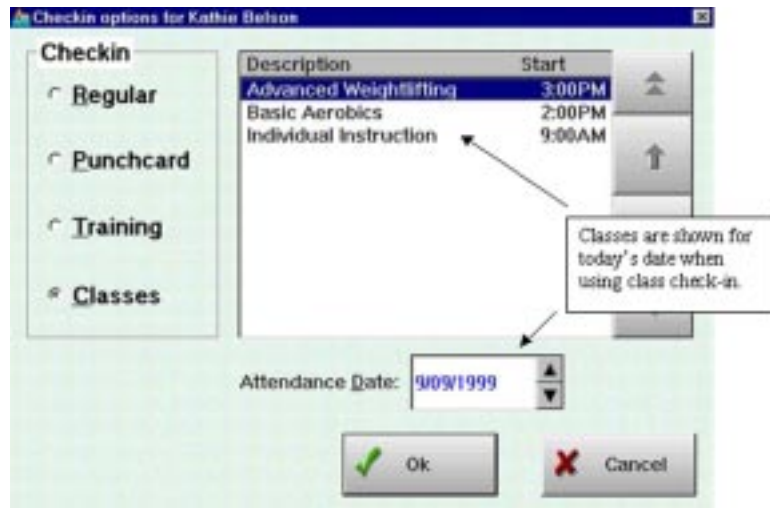 Checkin options for Kathie Belson
Checkin
Regular
Punchcard
Training
Classes
Description Start
Advanced Weightlifting 3:00PM
Basic Aerobics 2:00PM
Individual Instruction 9:00AM
Classes are shown for
today's date when
using class check-in.
Attendance Date: 9/09/1999
Ok
Cancel